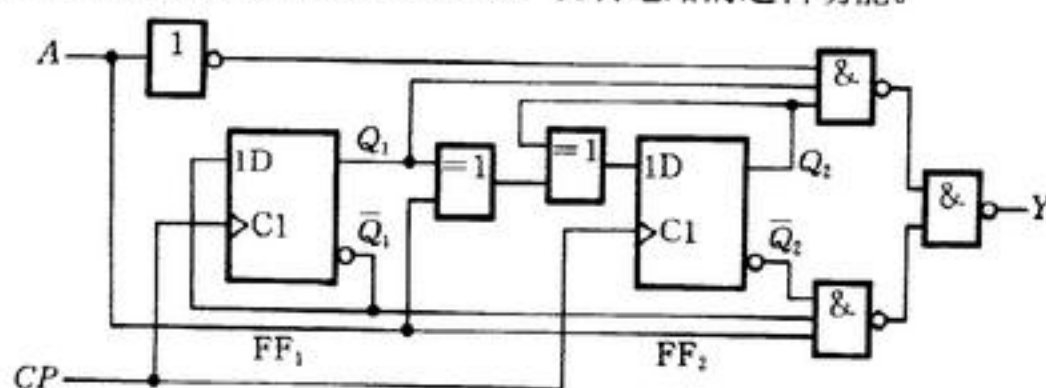 A
1
&
1D
C1
Q₁
Q̄₁
=1
=1
1D
C1
Q₂
Q̄₂
&
Y
&
FF₁
FF₂
CP